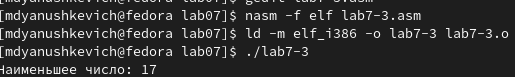 [mdyanushkevich@fedora lab07]$ nasm -f elf lab7-3.asm
[mdyanushkevich@fedora lab07]$ ld -m elf_i386 -o lab7-3 lab7-3.o
[mdyanushkevich@fedora lab07]$ ./lab7-3
Наименьшее число: 17